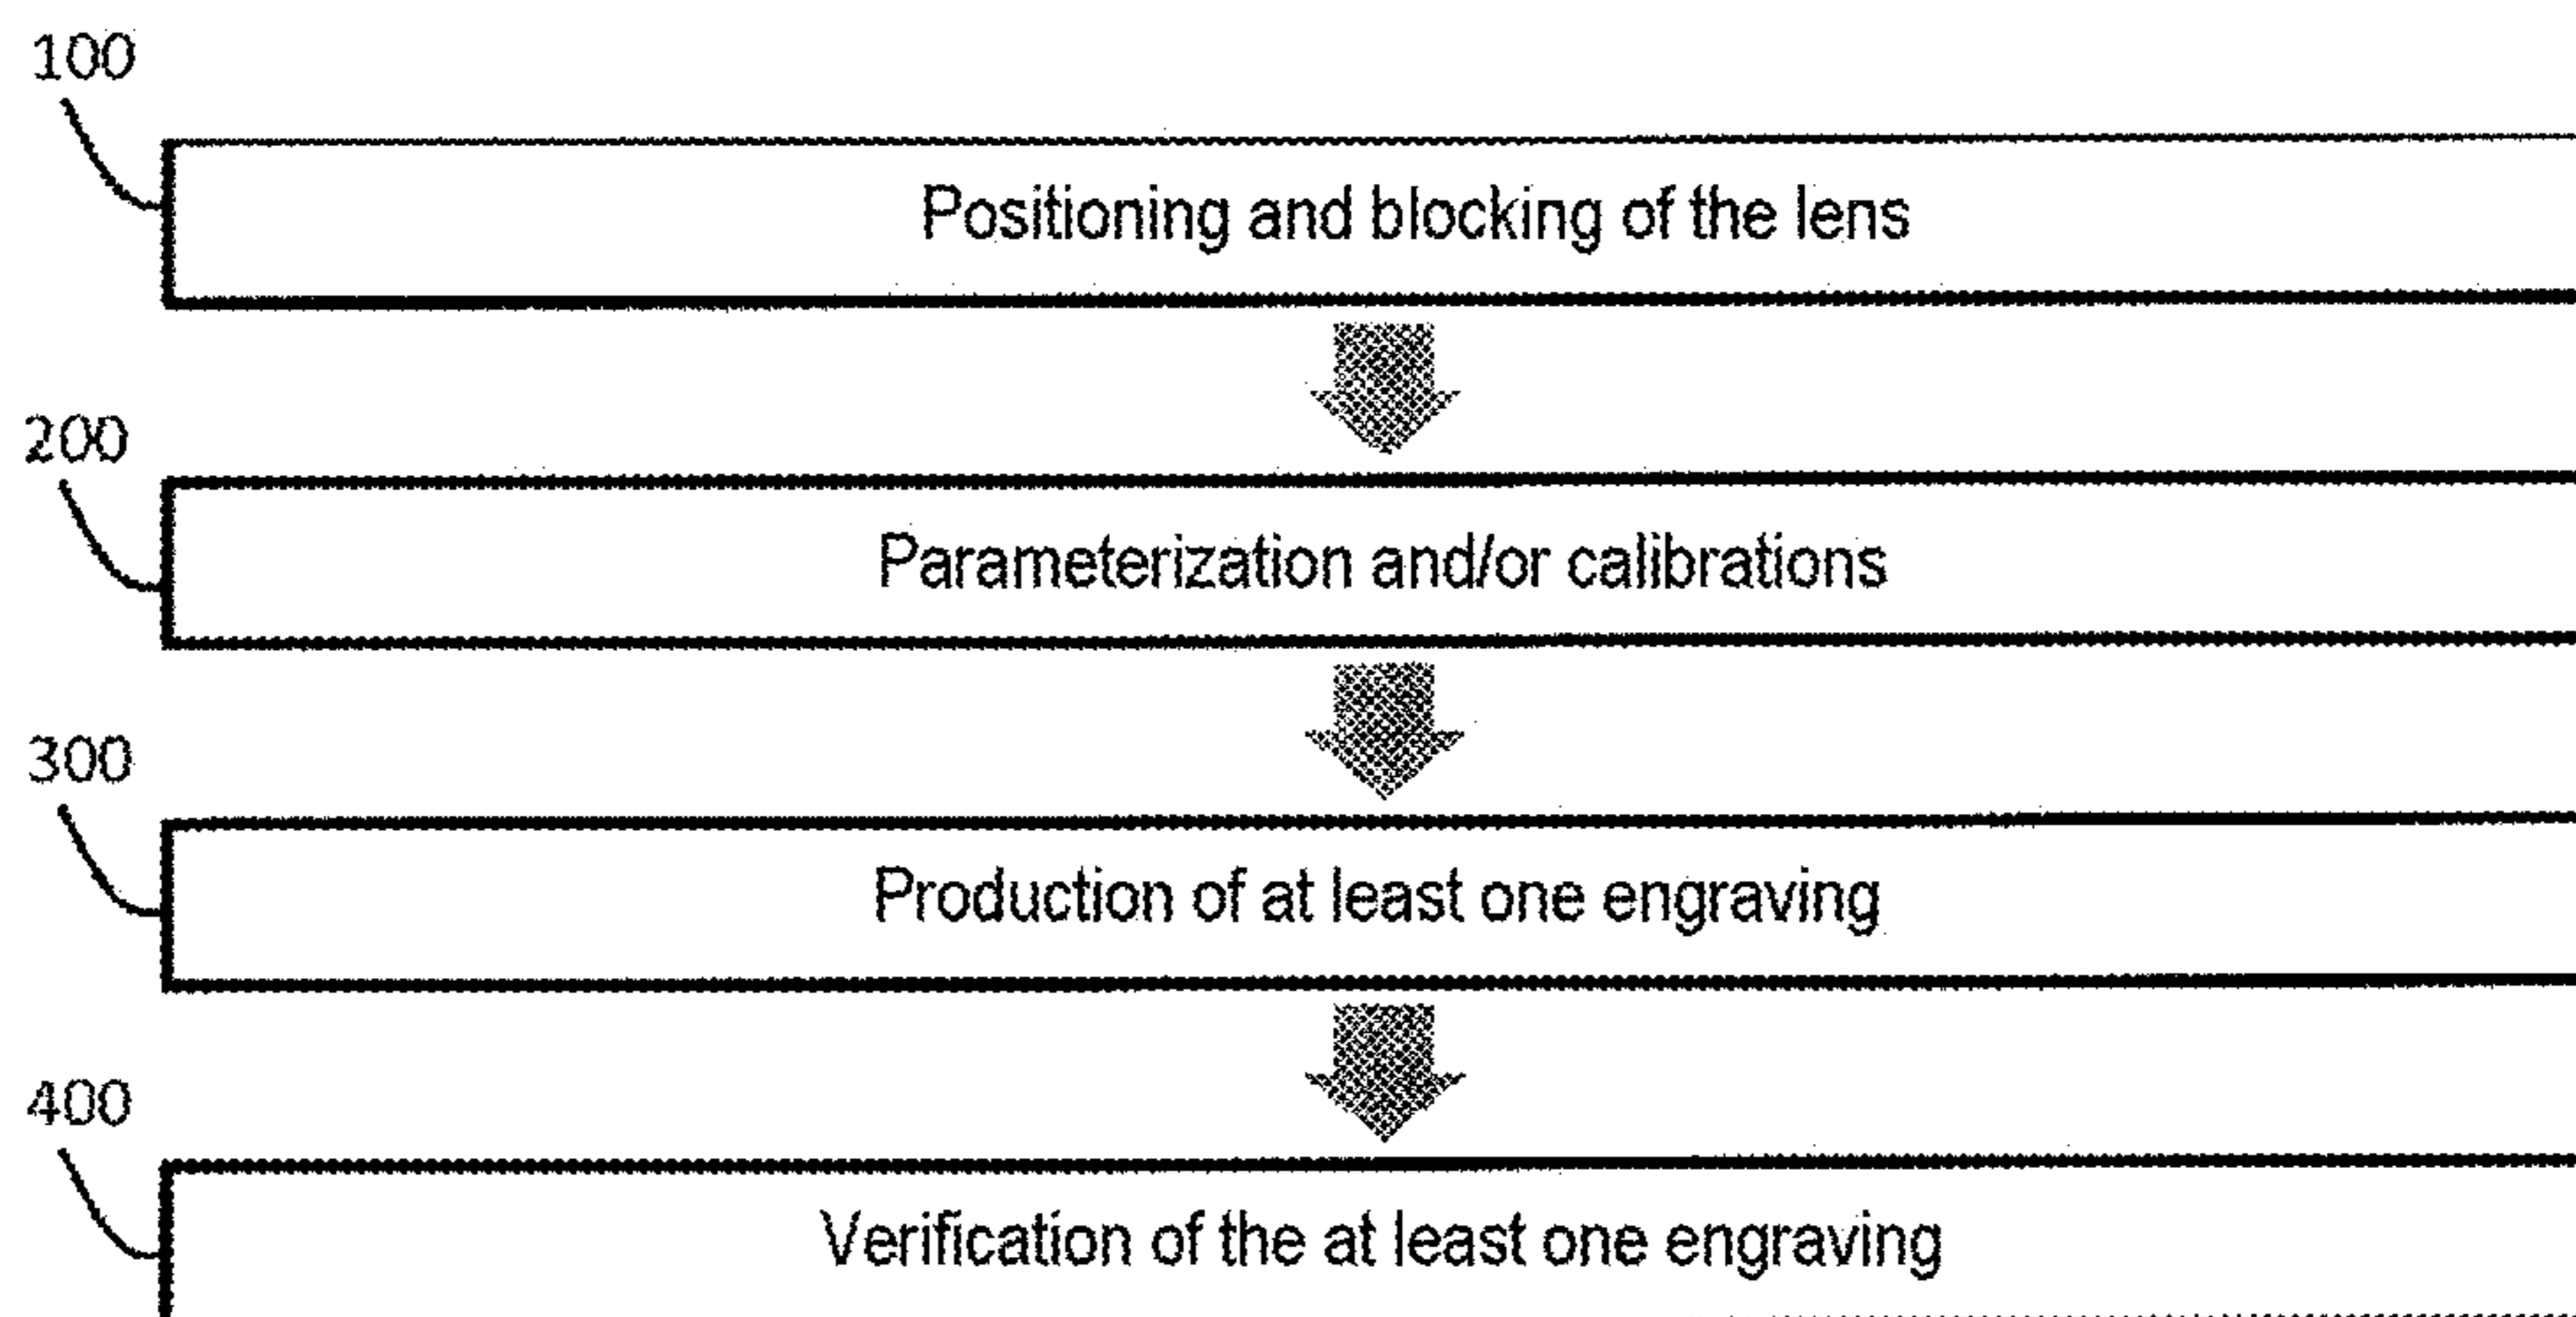 100
Positioning and blocking of the lens
200
Parameterization and/or calibrations
300
Production of at least one engraving
400
Verification of the at least one engraving